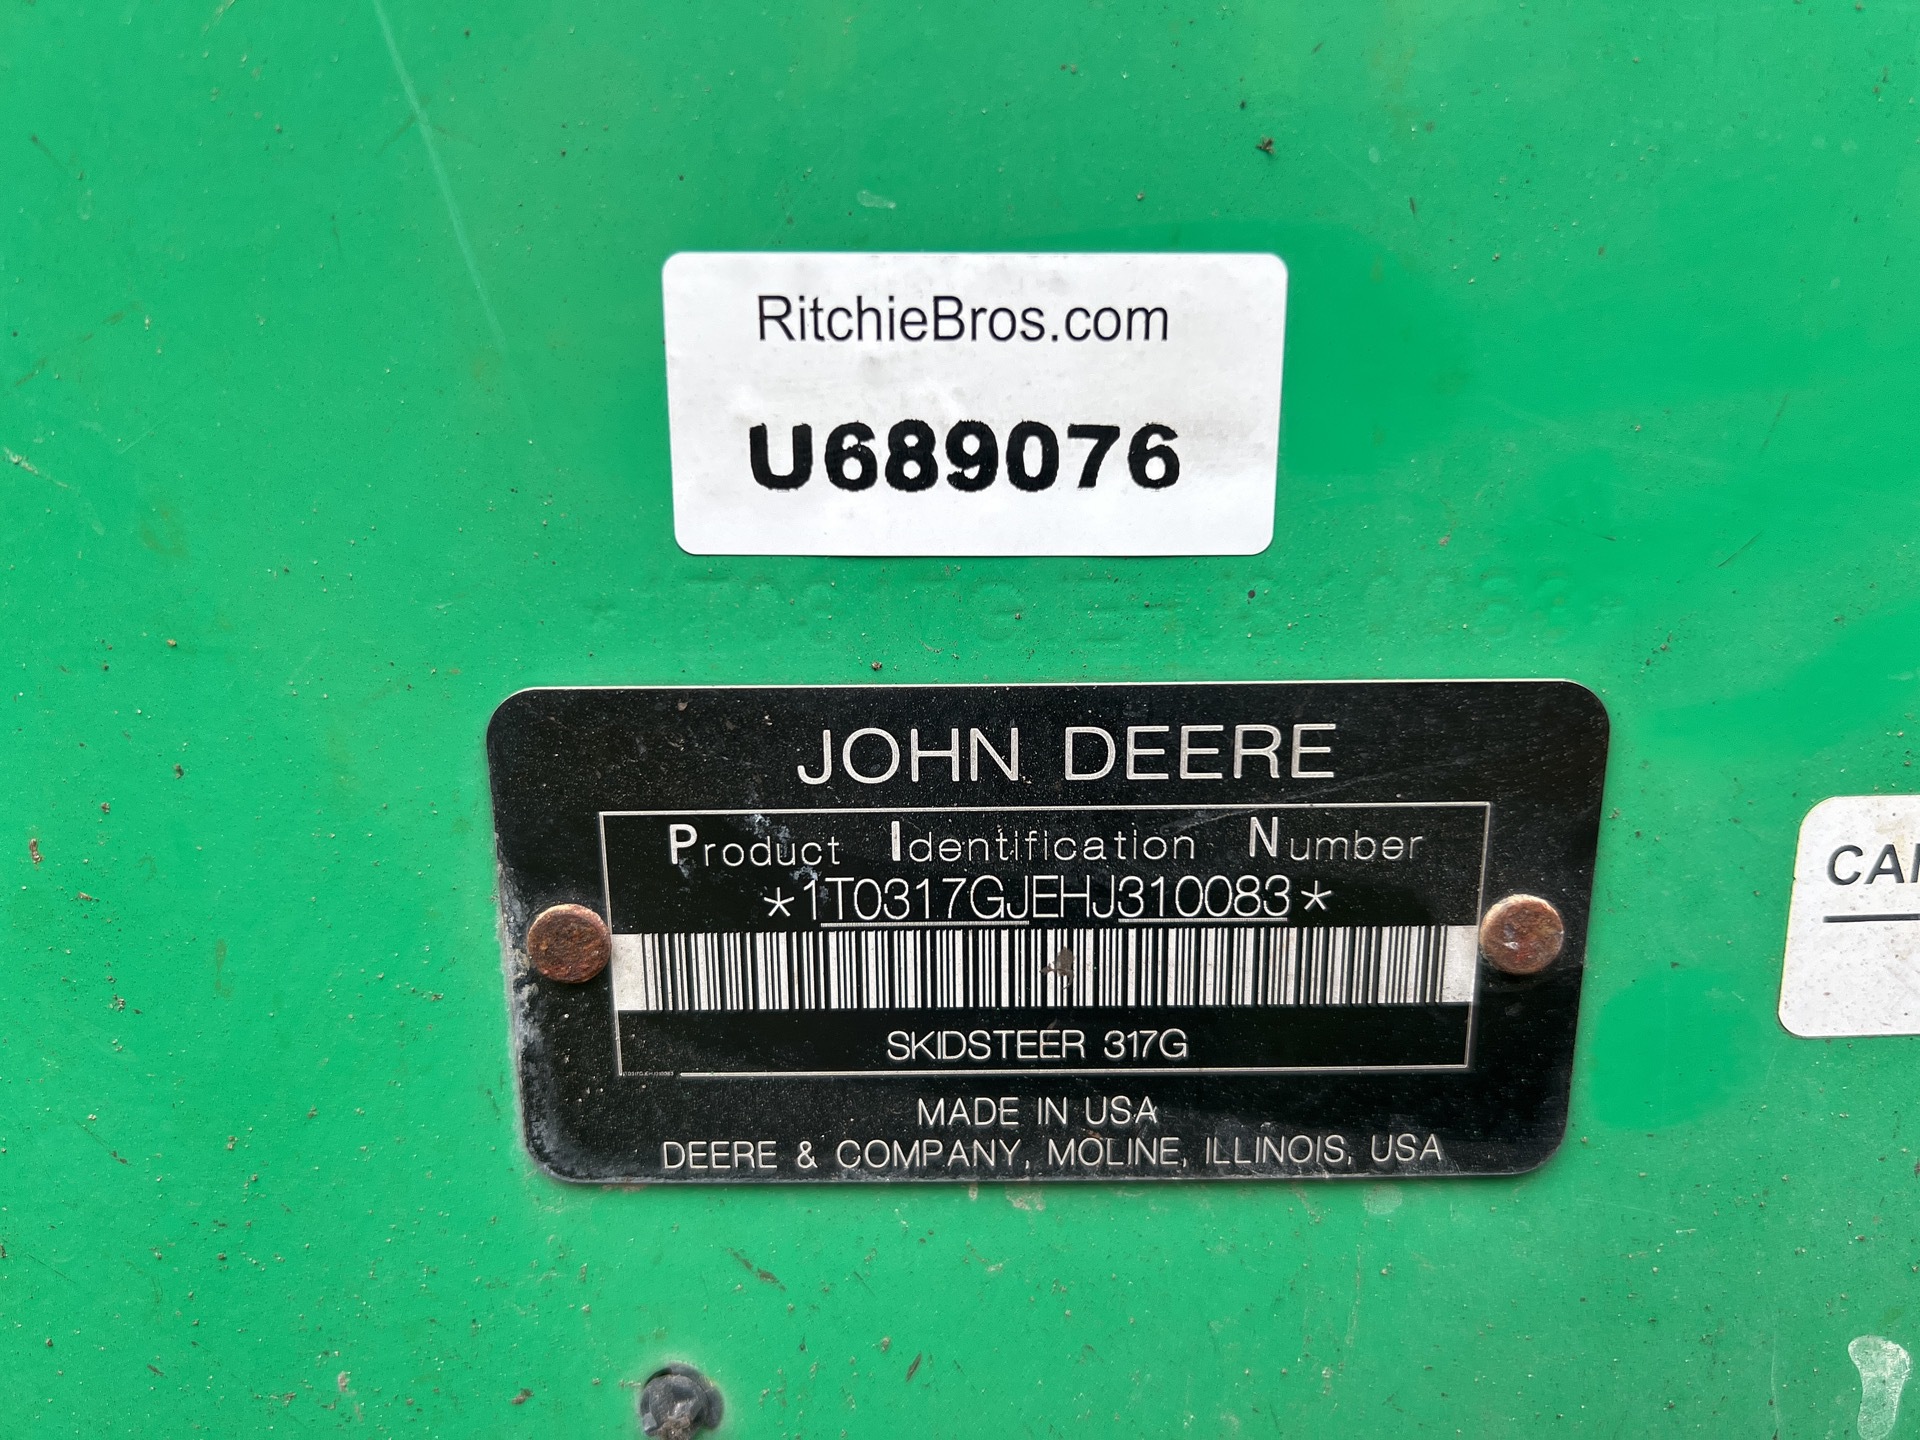 RitchieBros.com
U689076
JOHN DEERE
Product Identification Number
*1T0317GJEHJ310083*
SKIDSTEER 317G
MADE IN USA
DEERE & COMPANY, MOLINE, ILLINOIS, USA